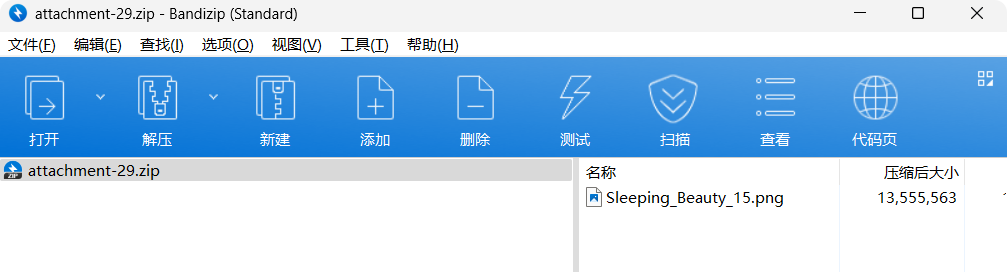 attachment-29.zip - Bandizip (Standard)
文件(F) 编辑(E) 查找(I) 选项(O) 视图(V) 工具(T) 帮助(H)
打开 解压 新建 添加 删除 测试 扫描 查看 代码页
attachment-29.zip
名称 压缩后大小
Sleeping_Beauty_15.png 13,555,563